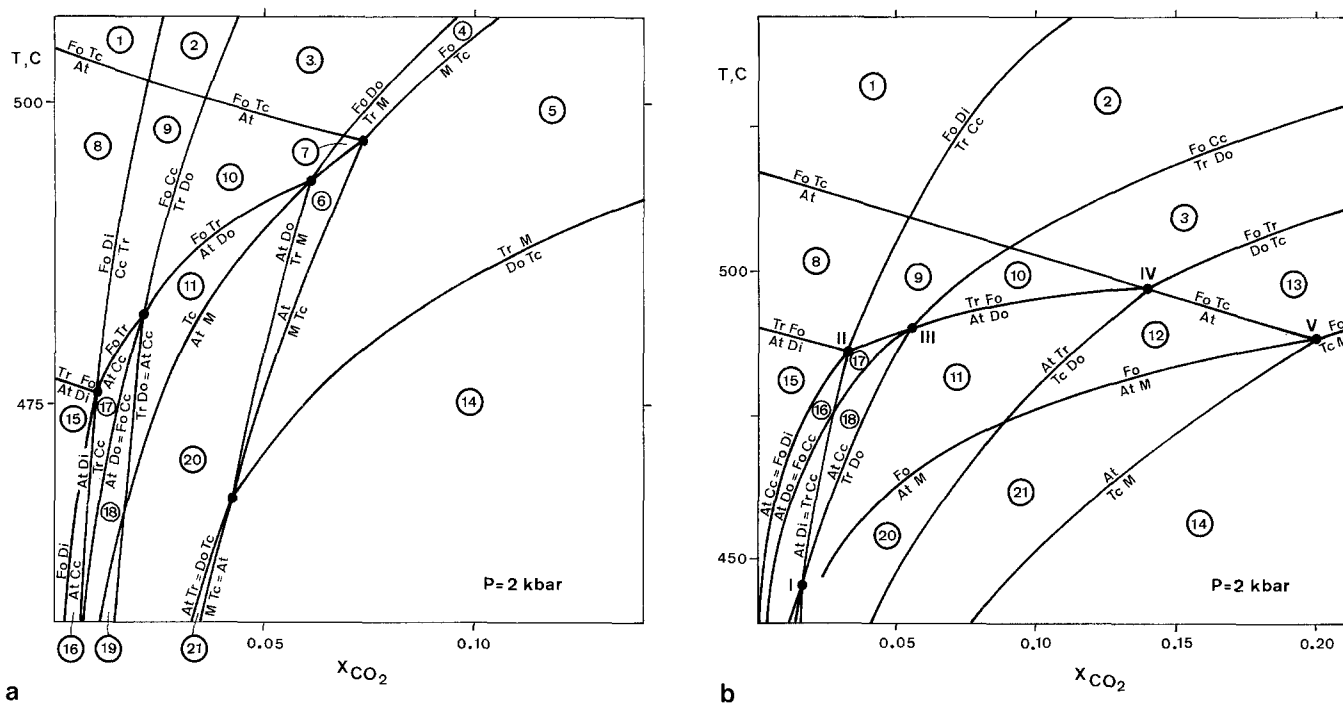 T,C
500
475
0.05
0.10
XCO2
P=2 kbar
a
1
2
3
4
5
6
7
8
9
10
11
14
15
16
17
18
19
20
21
Fo Tc
At
Fo Tc
At
Fo Di
Cc Tr
Fo Cc
Tr Do
Fo Do
Tr M
Fo
M Tc
Fo Tr
At Do
Tc
At M
At Do
Tr M
At
M Tc
Tr M
Do Tc
Tr Fo
At Di
Fo Tr
At Cc
At Di
Tr Cc
At Do = Fo Cc
Tr Do = At Cc
Fo Di
At Cc
At Tr = Do Tc
M Tc = At
T,C
500
450
0.05
0.10
0.15
0.20
XCO2
P=2 kbar
b
1
2
3
8
9
10
11
12
13
14
15
16
17
18
20
21
I
II
III
IV
V
Fo Tc
At
Fo Di
Tr Cc
Fo Cc
Tr Do
Fo Tr
Do Tc
Fo Tc
At
Tr Fo
At Do
Tr Fo
At Di
At Tr
Tc Do
Fo
At M
Fo
Tc M
Fo
At M
At
Tc M
At Cc = Fo Di
At Do = Fo Cc
At Di = Tr Cc
At Cc
Tr Do